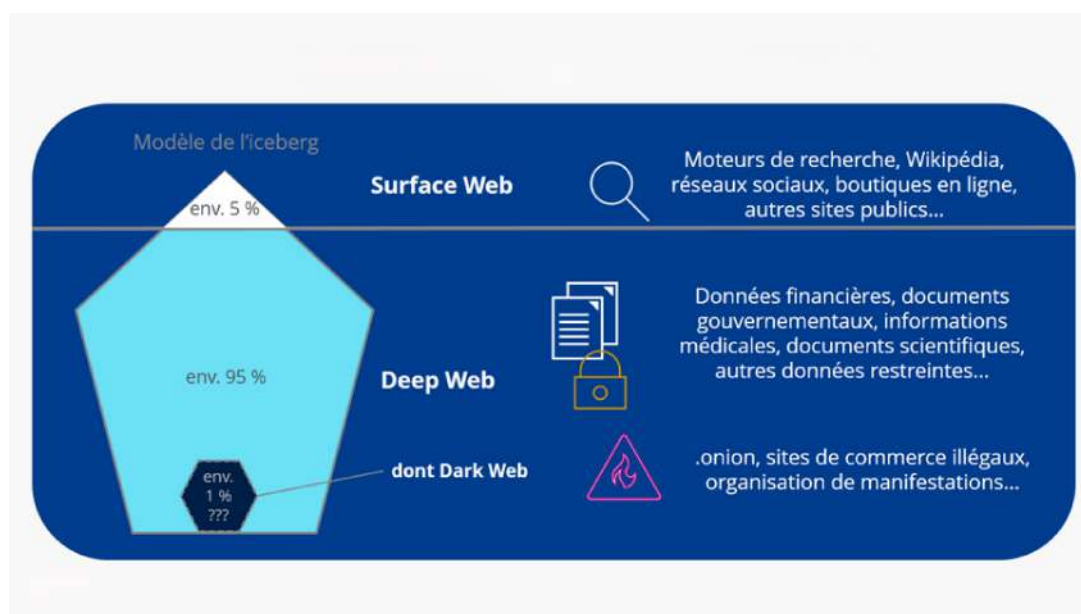 Modèle de l'iceberg
env. 5 %
Surface Web
Moteurs de recherche, Wikipédia,
réseaux sociaux, boutiques en ligne,
autres sites publics...
env. 95 %
Deep Web
Données financières, documents
gouvernementaux, informations
médicales, documents scientifiques,
autres données restreintes...
env.
1 %
???
dont Dark Web
.onion, sites de commerce illégaux,
organisation de manifestations...